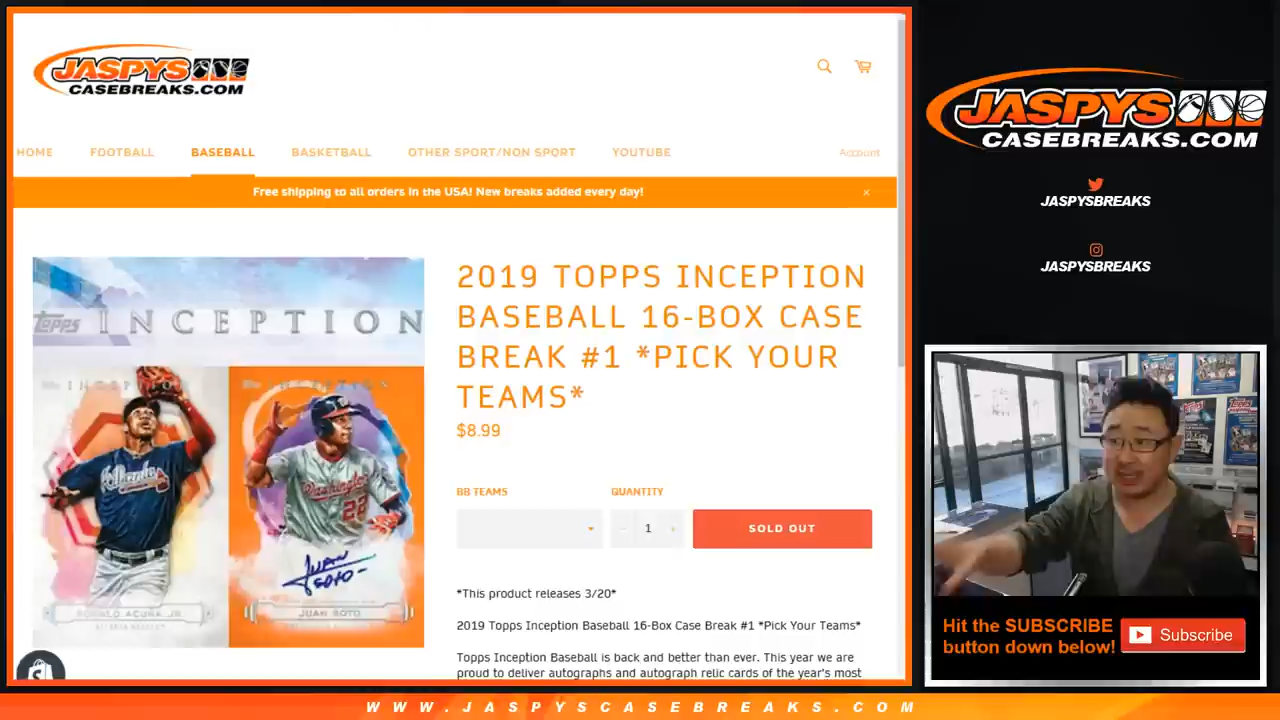 JASPYS
CASEBREAKS.COM
HOME
FOOTBALL
BASEBALL
BASKETBALL
OTHER SPORT/NON SPORT
YOUTUBE
Account
Free shipping to all orders in the USA! New breaks added every day!
×
topps INCEPTION
2019 TOPPS INCEPTION
BASEBALL 16-BOX CASE
BREAK #1 *PICK YOUR
TEAMS*
$8.99
BB TEAMS
QUANTITY
1
SOLD OUT
RONALD ACUÑA JR.
JUAN SOTO
*This product releases 3/20*
2019 Topps Inception Baseball 16-Box Case Break #1 *Pick Your Teams*
Topps Inception Baseball is back and better than ever. This year we are
proud to deliver autographs and autograph relic cards of the year's most
JASPYS
CASEBREAKS.COM
JASPYSBREAKS
JASPYSBREAKS
Hit the SUBSCRIBE
button down below!
Subscribe
WWW.JASPYSCASEBREAKS.COM